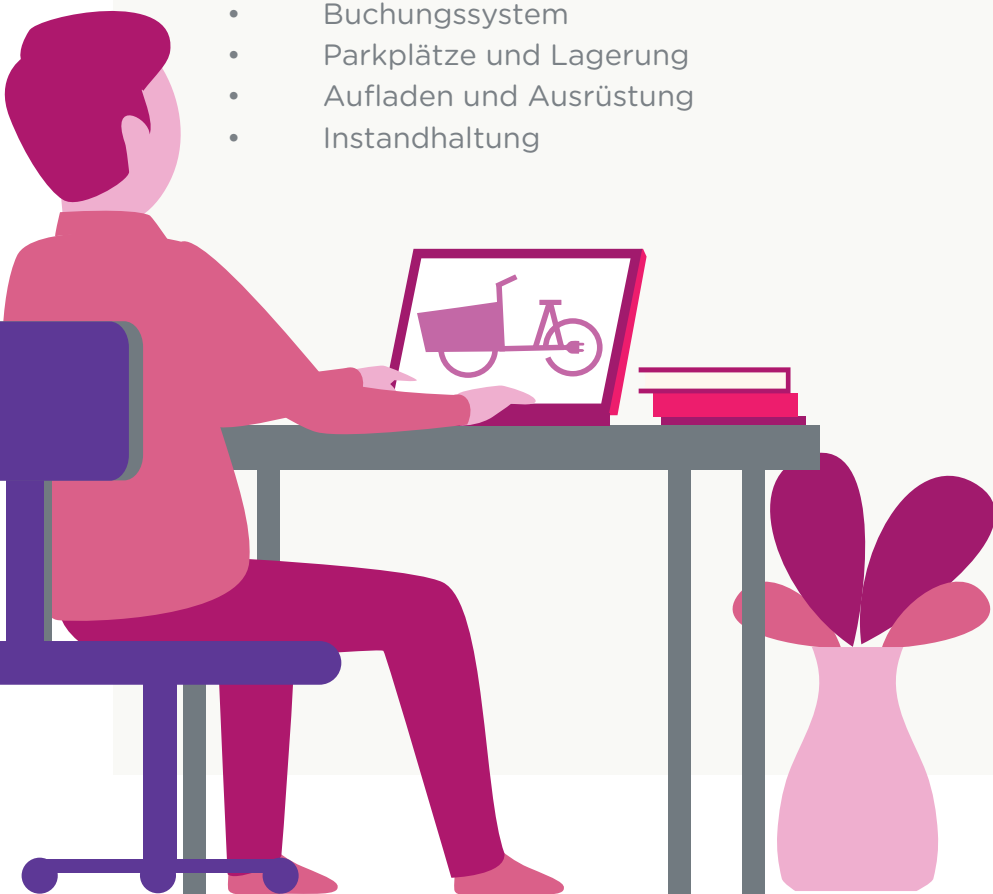 • Buchungssystem
• Parkplätze und Lagerung
• Aufladen und Ausrüstung
• Instandhaltung